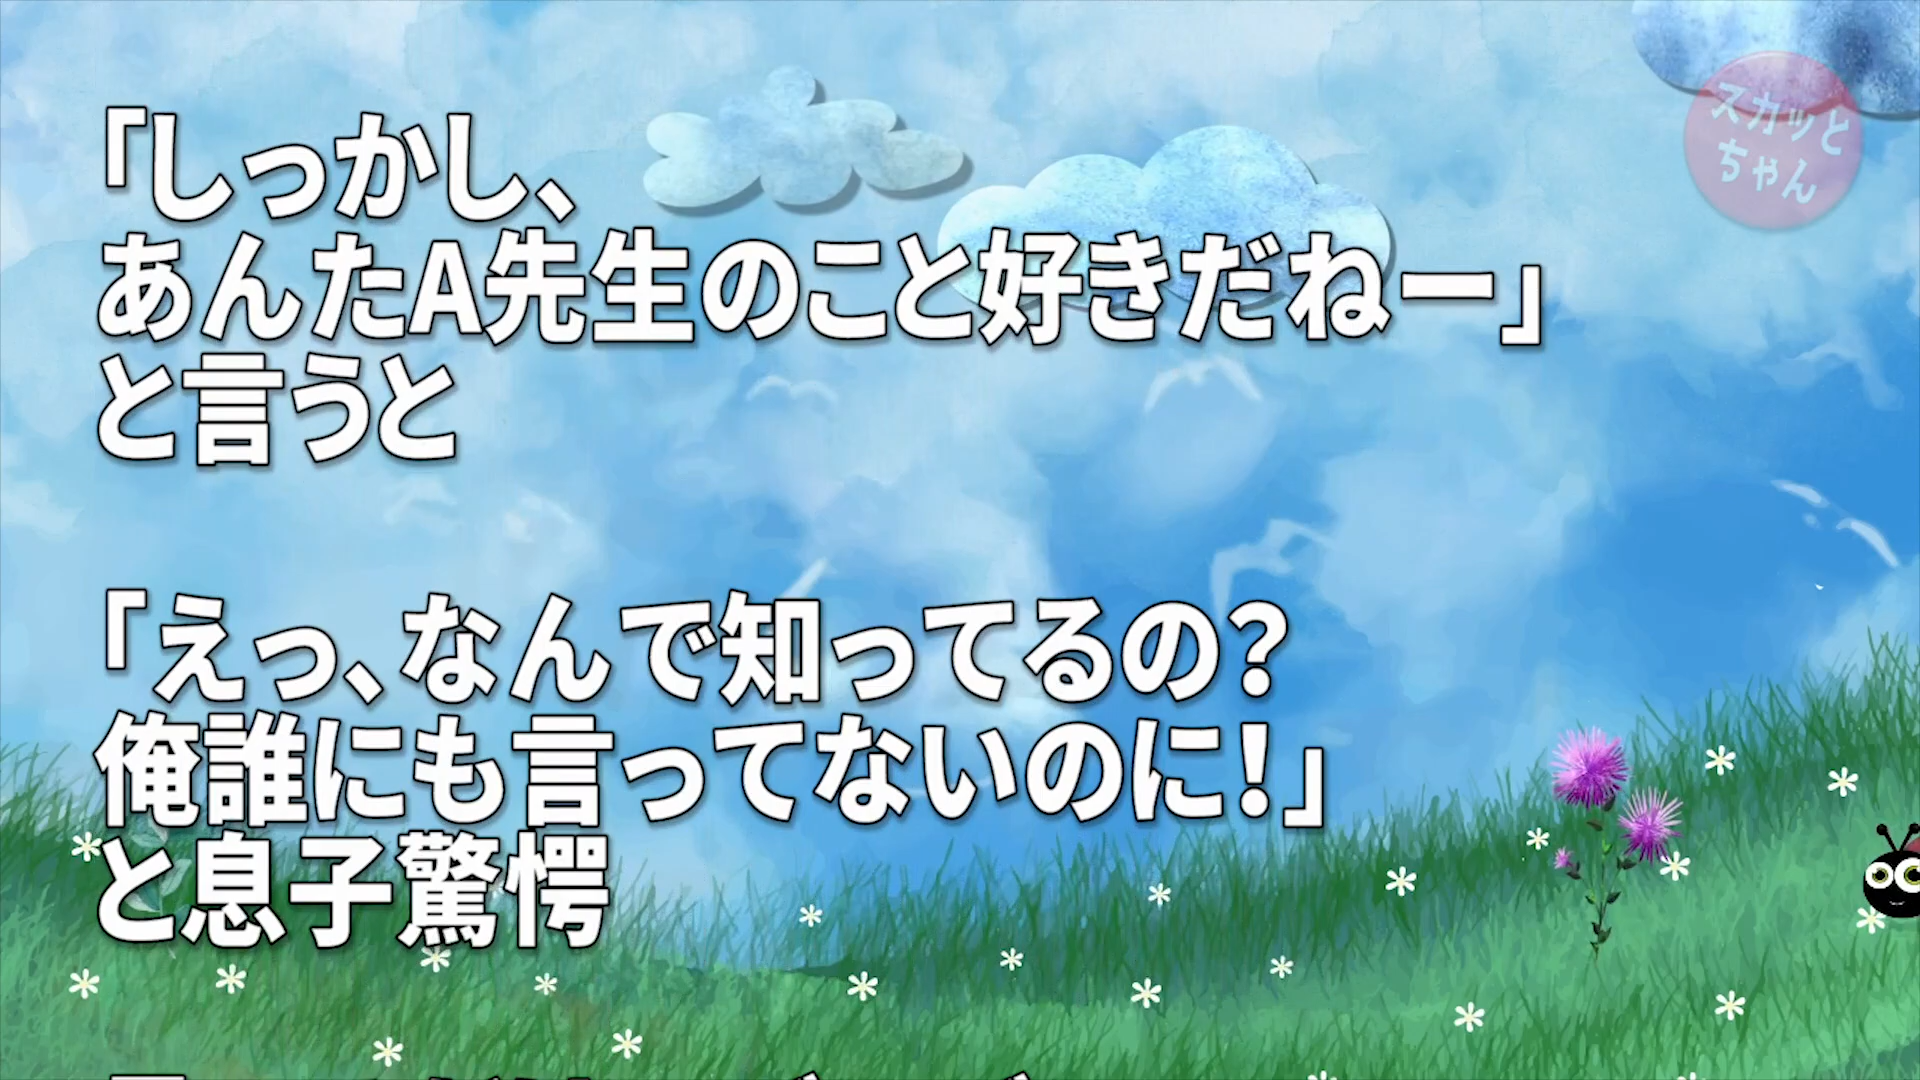 「しっかし、
あんたA先生のこと好きだねー」
と言うと
「えっ、なんで知ってるの？
俺誰にも言ってないのに！」
と息子驚愕
スカッと
ちゃん